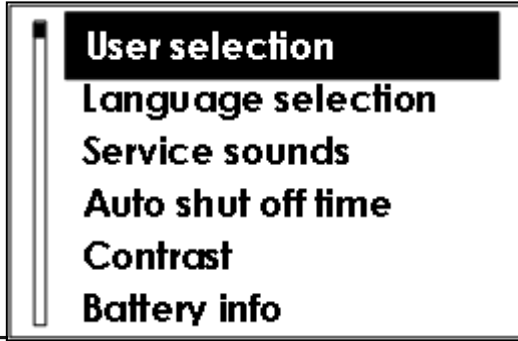 User selection
Language selection
Service sounds
Auto shut off time
Contrast
Battery info